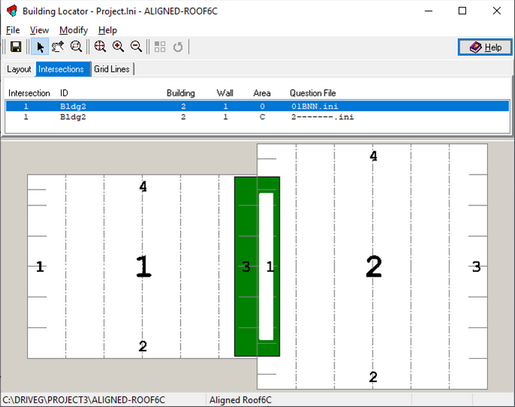 Building Locator - Project.Ini - ALIGNED-ROOF6C
File View Modify Help
Help
Layout Intersections Grid Lines
Intersection ID Building Wall Area Question File
1 Bldg2 2 1 0 01BNN.ini
1 Bldg2 2 1 C 2-------.ini
4
4
1 1 3 1 2 3
2
2
C:\DRIVEG\PROJECT3\ALIGNED-ROOF6C Aligned Roof6C